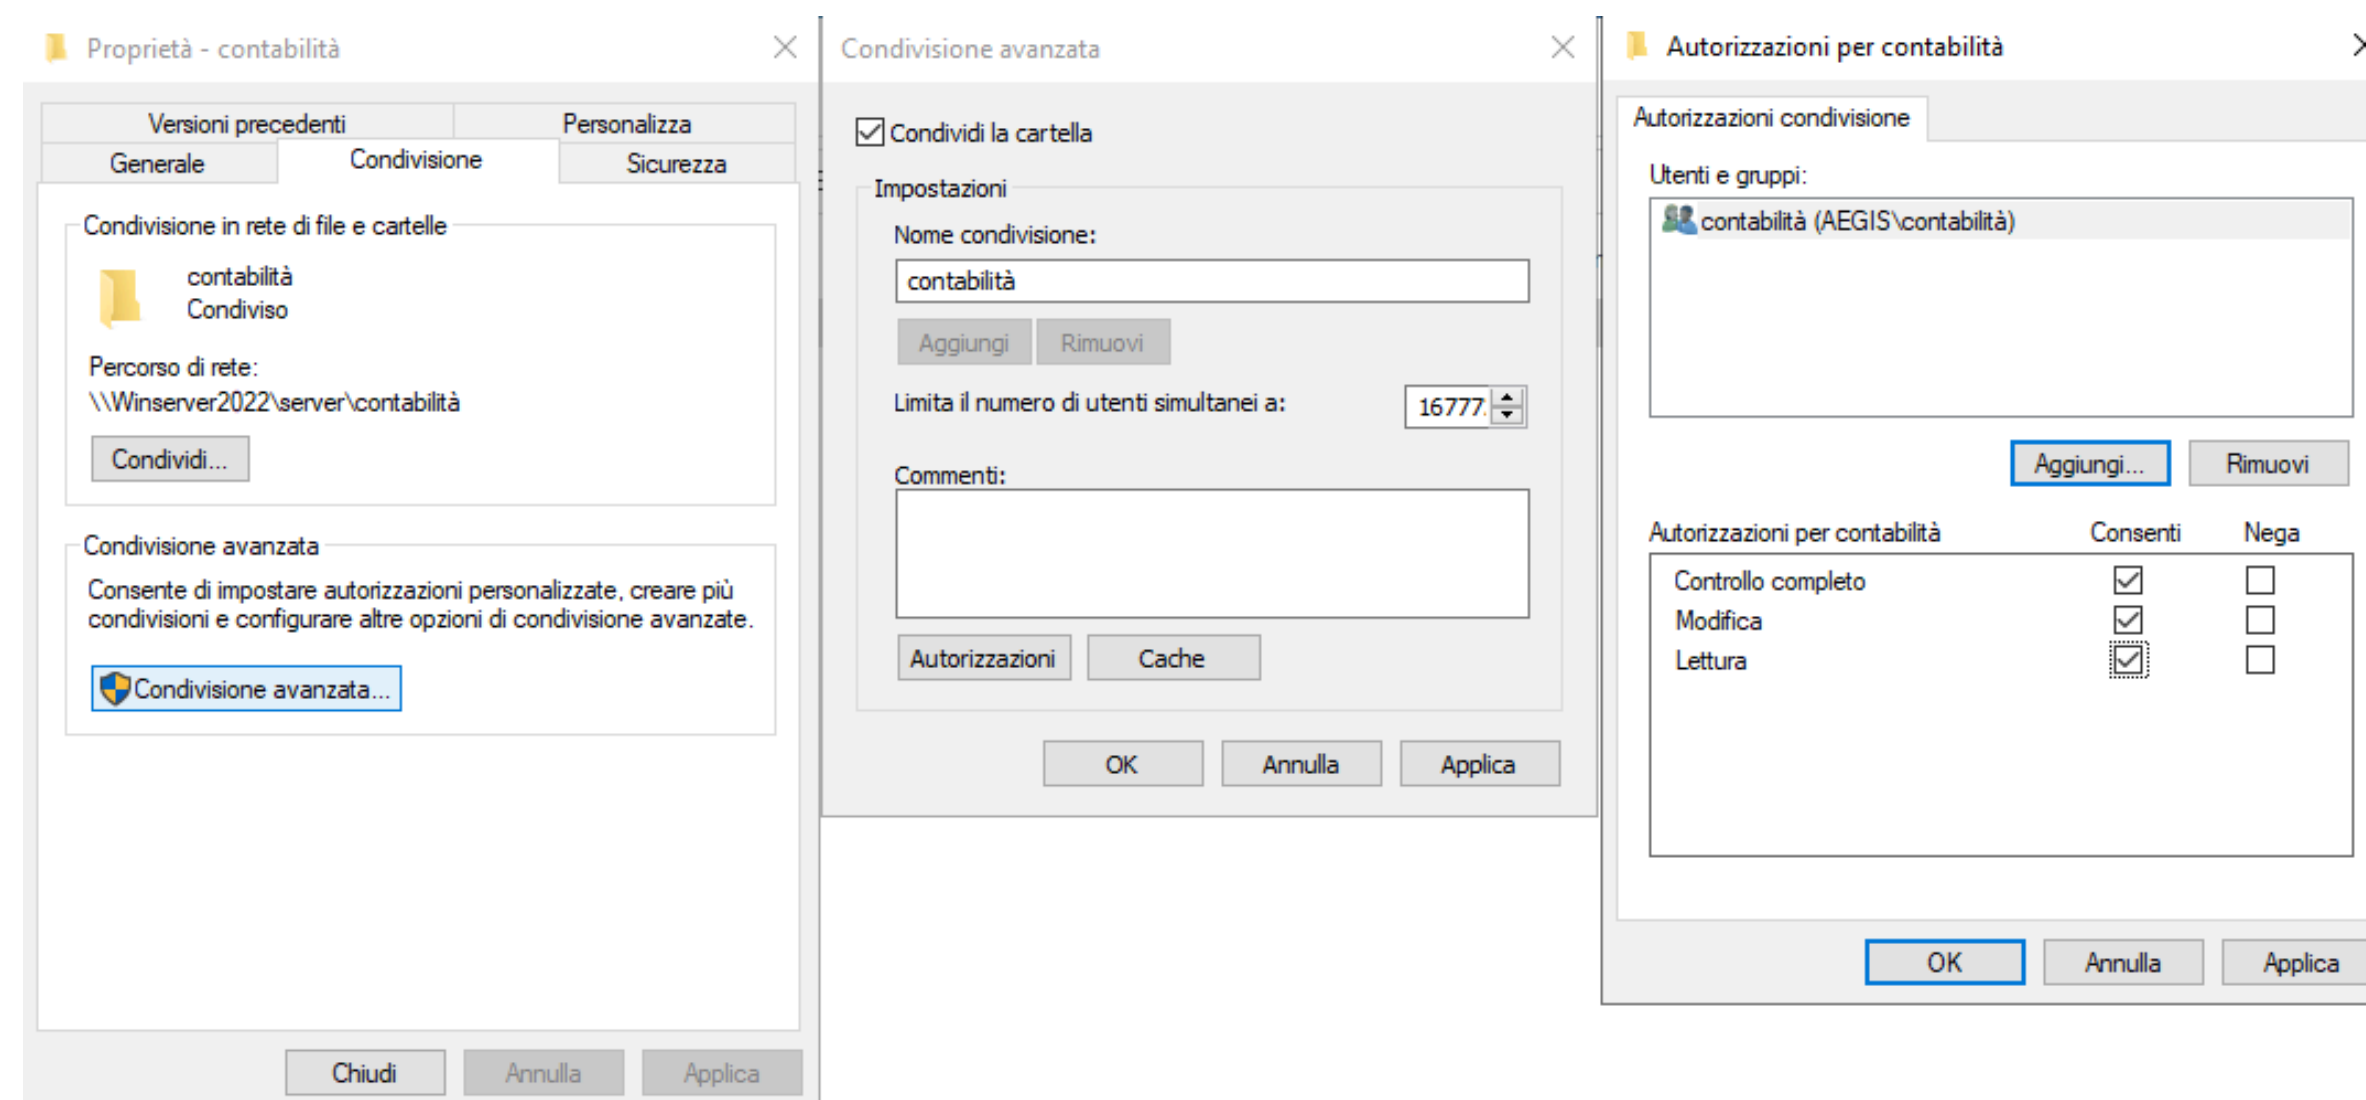 Proprietà - contabilità
Versioni precedenti
Personalizza
Generale
Condivisione
Sicurezza
Condivisione in rete di file e cartelle
contabilità
Condiviso
Percorso di rete:
\\Winserver2022\server\contabilità
Condividi...
Condivisione avanzata
Consente di impostare autorizzazioni personalizzate, creare più
condivisioni e configurare altre opzioni di condivisione avanzate.
Condivisione avanzata...
Chiudi
Annulla
Applica
Condivisione avanzata
Condividi la cartella
Impostazioni
Nome condivisione:
contabilità
Aggiungi
Rimuovi
Limita il numero di utenti simultanei a:
16777
Commenti:
Autorizzazioni
Cache
OK
Annulla
Applica
Autorizzazioni per contabilità
Autorizzazioni condivisione
Utenti e gruppi:
contabilità (AEGIS\contabilità)
Aggiungi...
Rimuovi
Autorizzazioni per contabilità
Consenti
Nega
Controllo completo
Modifica
Lettura
OK
Annulla
Applica